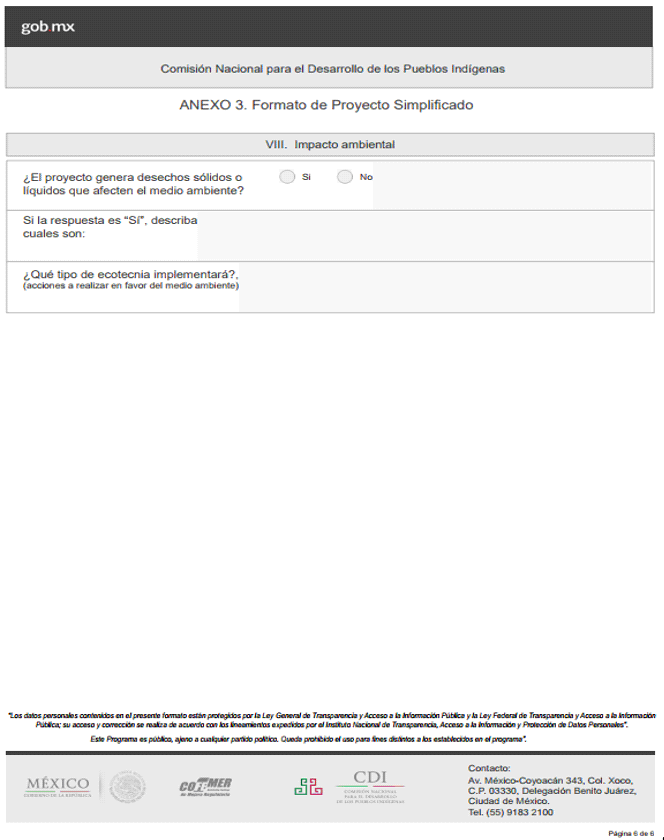 gob.mx
Comisión Nacional para el Desarrollo de los Pueblos Indígenas
ANEXO 3. Formato de Proyecto Simplificado
VIII. Impacto ambiental
¿El proyecto genera desechos sólidos o
líquidos que afecten el medio ambiente?
Si
No
Si la respuesta es “Sí”, describa
cuales son:
¿Qué tipo de ecotecnia implementará?,
(acciones a realizar en favor del medio ambiente)
"Los datos personales contenidos en el presente formato están protegidos por la Ley General de Transparencia y Acceso a la Información Pública y la Ley Federal de Transparencia y Acceso a la Información
Pública; su acceso y corrección se realiza de acuerdo con los lineamientos expedidos por el Instituto Nacional de Transparencia, Acceso a la Información y Protección de Datos Personales".
Este Programa es público, ajeno a cualquier partido político. Queda prohibido el uso para fines distintos a los establecidos en el programa".
MÉXICO
GOBIERNO DE LA REPÚBLICA
COFEMER
de Mejora Regulatoria
CDI
COMISIÓN NACIONAL
PARA EL DESARROLLO
DE LOS PUEBLOS INDÍGENAS
Contacto:
Av. México-Coyoacán 343, Col. Xoco,
C.P. 03330, Delegación Benito Juárez,
Ciudad de México.
Tel. (55) 9183 2100
Página 6 de 6